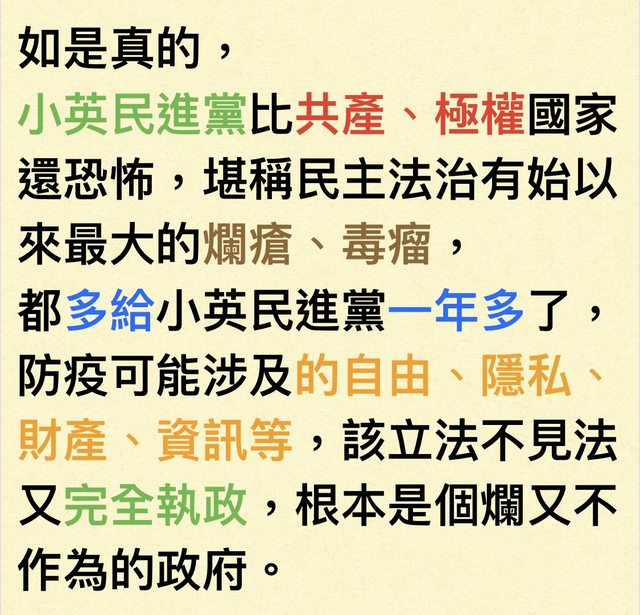 如是真的，
小英民進黨比共產、極權國家
還恐怖，堪稱民主法治有始以
來最大的爛瘡、毒瘤，
都多給小英民進黨一年多了，
防疫可能涉及的自由、隱私、
財產、資訊等，該立法不見法
又完全執政，根本是個爛又不
作為的政府。